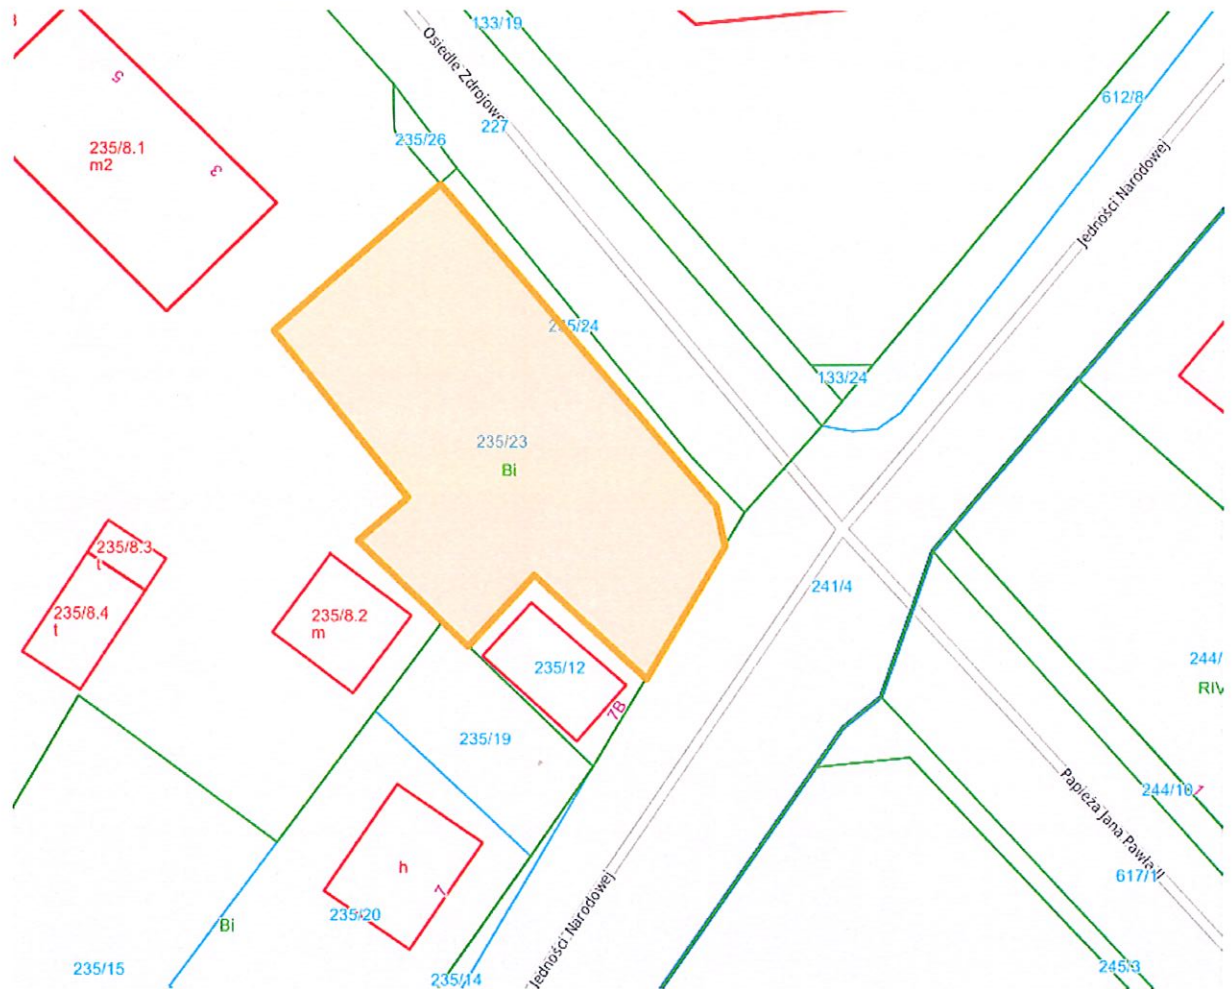 133/19
Osiedle Zdrojowe
227
612/8
5
235/8.1
m2
3
235/26
Jedności Narodowej
235/24
133/24
235/23
Bi
235/8.3
t
235/8.4
t
235/8.2
m
241/4
235/12
7B
244/
RIV
235/19
244/10
1
Papieża Jana Pawła II
h
7
617/1
235/20
Bi
Jedności Narodowej
235/15
235/14
245/3